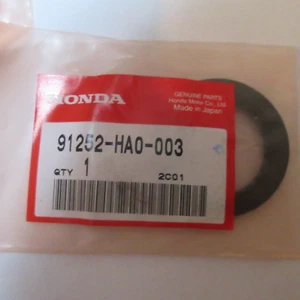 HONDA
GENUINE PARTS
Honda Motor Co., Ltd.
Made in Japan
91252-HA0-003
QTY 1 2C01